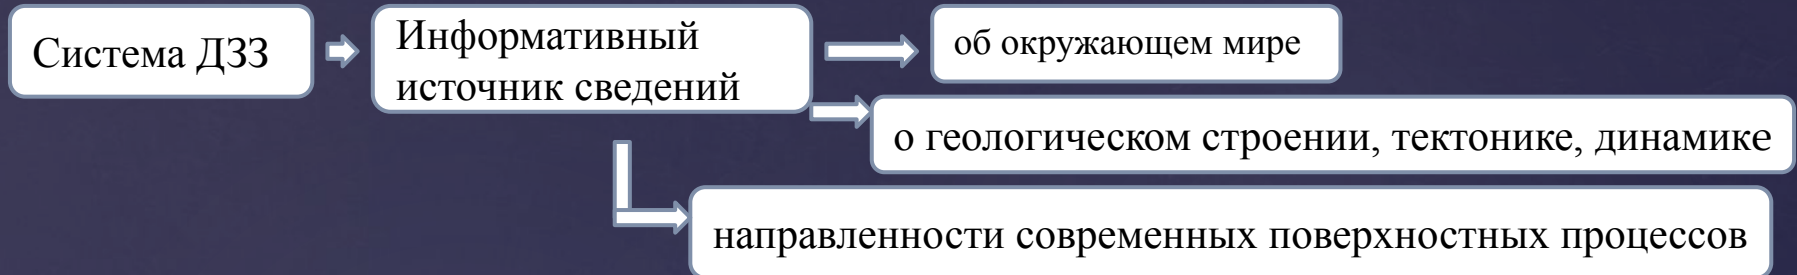 Система ДЗЗ
Информативный
источник сведений
об окружающем мире
о геологическом строении, тектонике, динамике
направленности современных поверхностных процессов